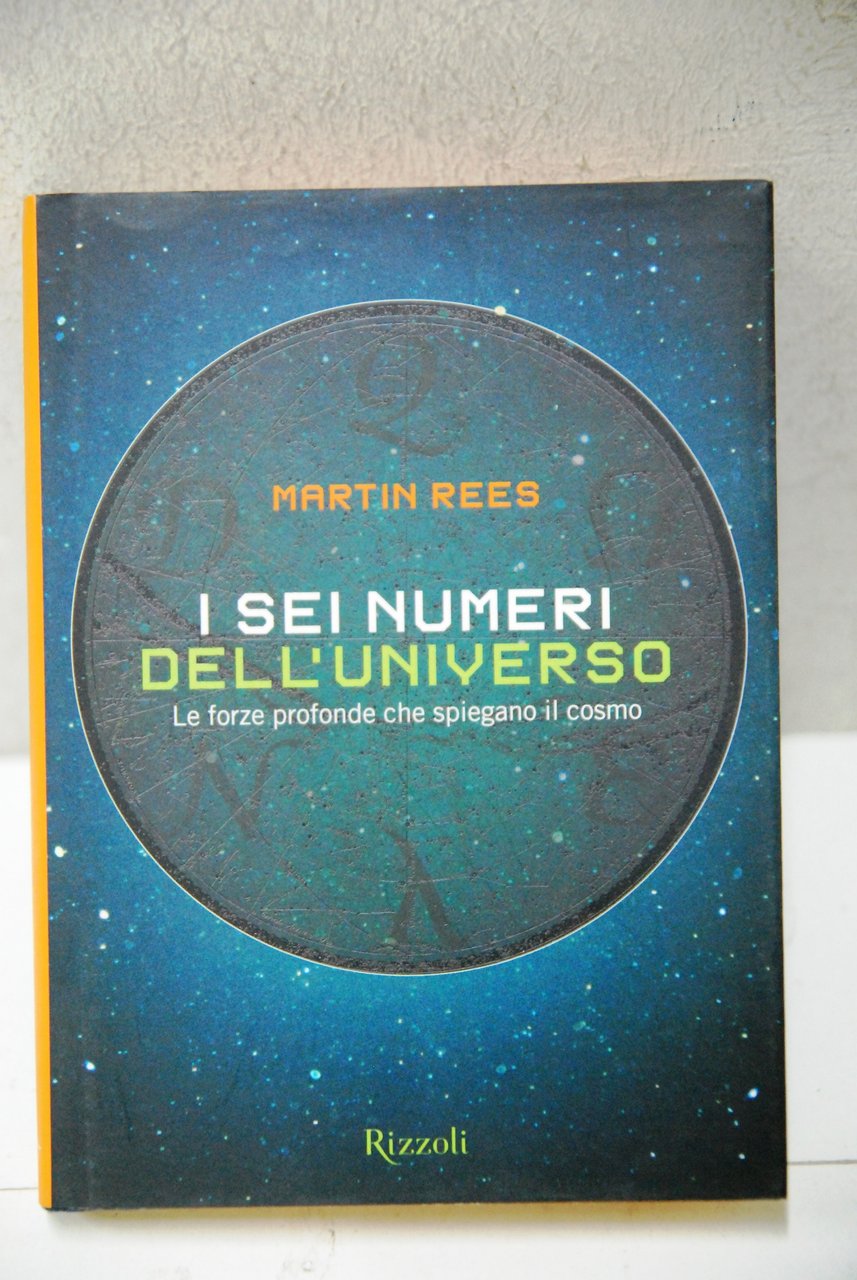 MARTIN REES
I SEI NUMERI
DELL'UNIVERSO
Le forze profonde che spiegano il cosmo
Q
N
λ
Rizzoli